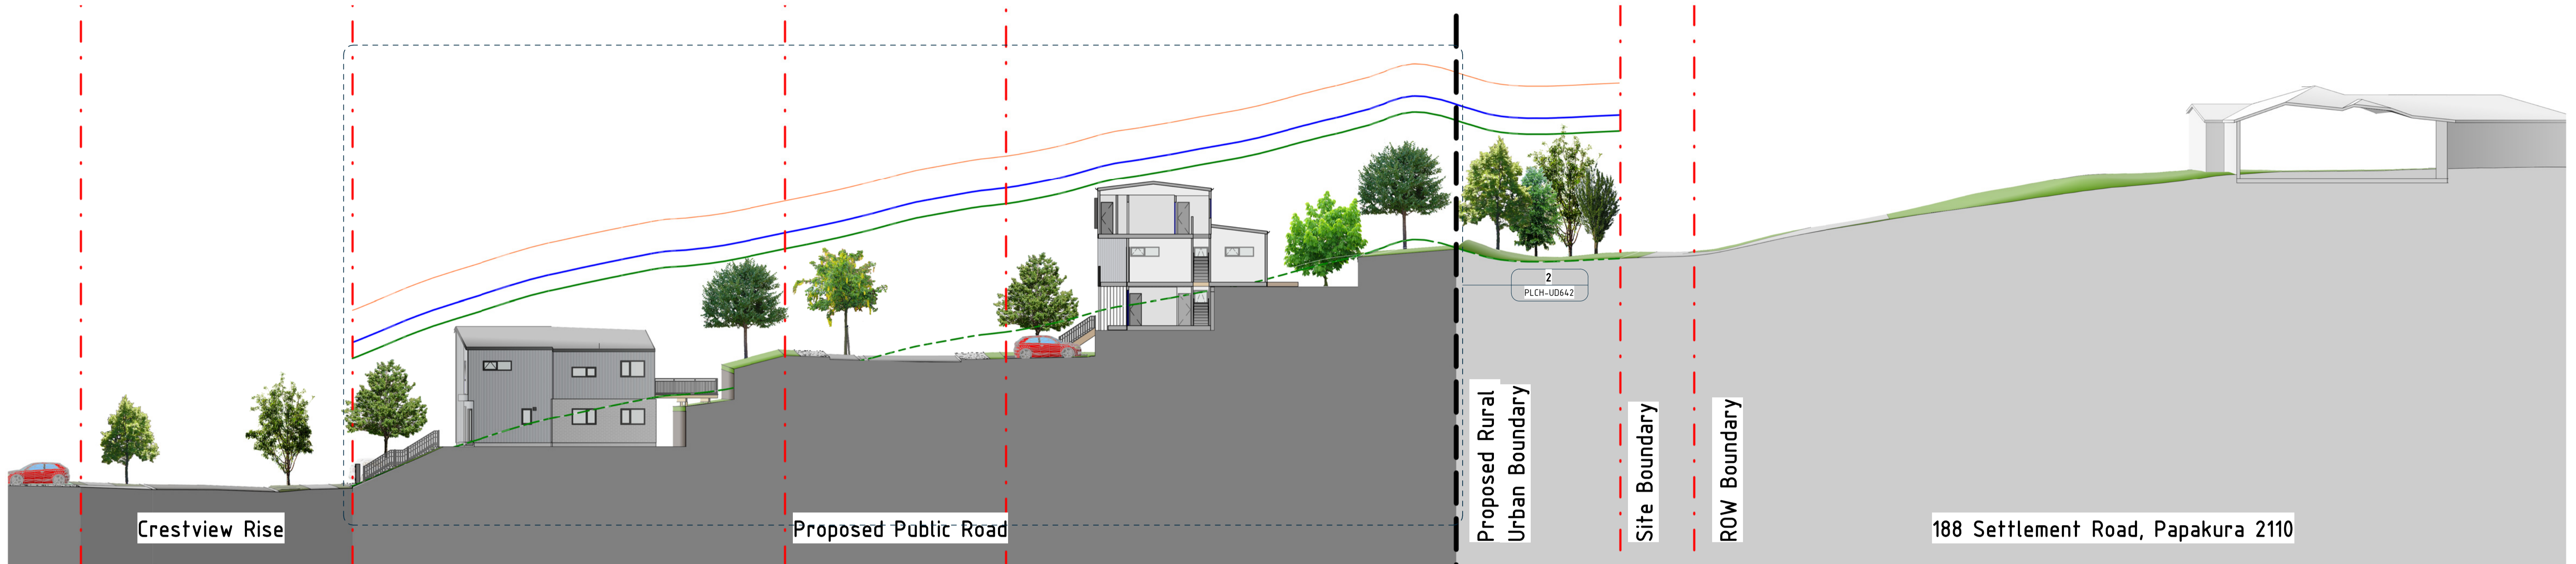 Crestview Rise
Proposed Public Road
2
PLCH-UD642
Proposed Rural
Urban Boundary
Site Boundary
ROW Boundary
188 Settlement Road, Papakura 2110